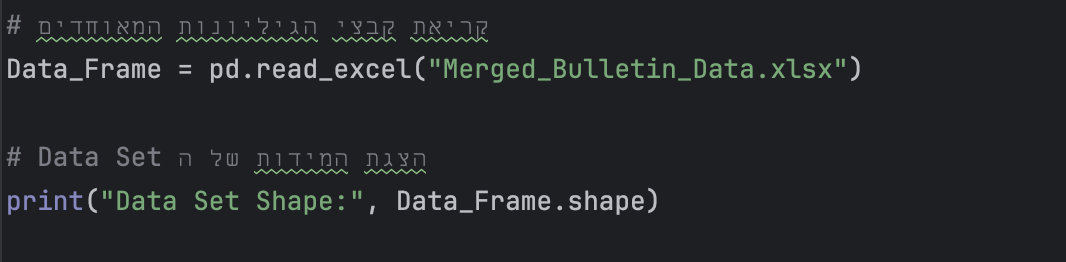 # קריאת קבצי הגיליונות המאוחדים
Data_Frame = pd.read_excel("Merged_Bulletin_Data.xlsx")
# הצגת המידות של ה Data Set
print("Data Set Shape:", Data_Frame.shape)